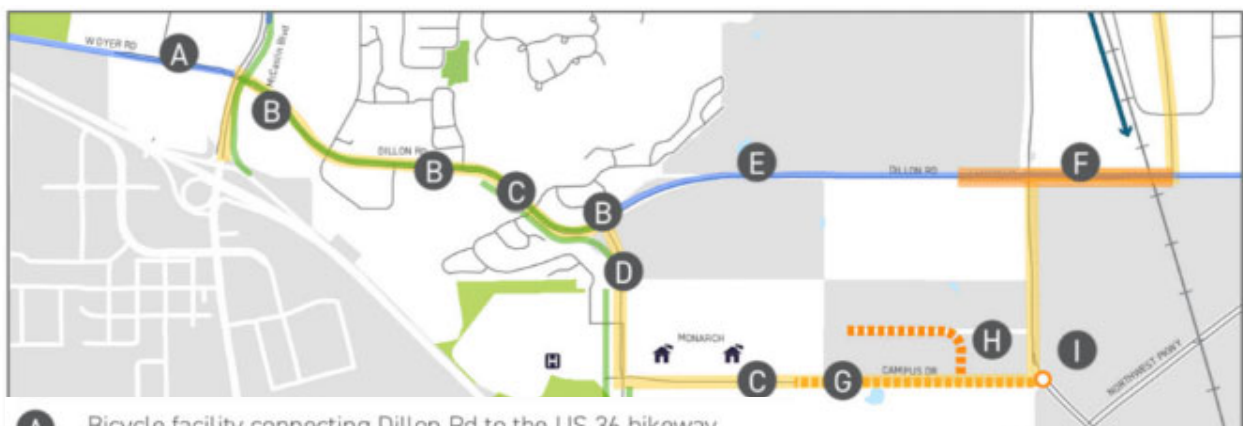 W DYER RD
A
McCaslin Blvd
B
DILLON RD
B
C
B
E
DILLON RD
F
D
MONARCH
H
I
H
CAMPUS DR
C
G
NORTHWEST PKWY
A Bicycle facility connecting Dillon Rd to the US 36 bikeway